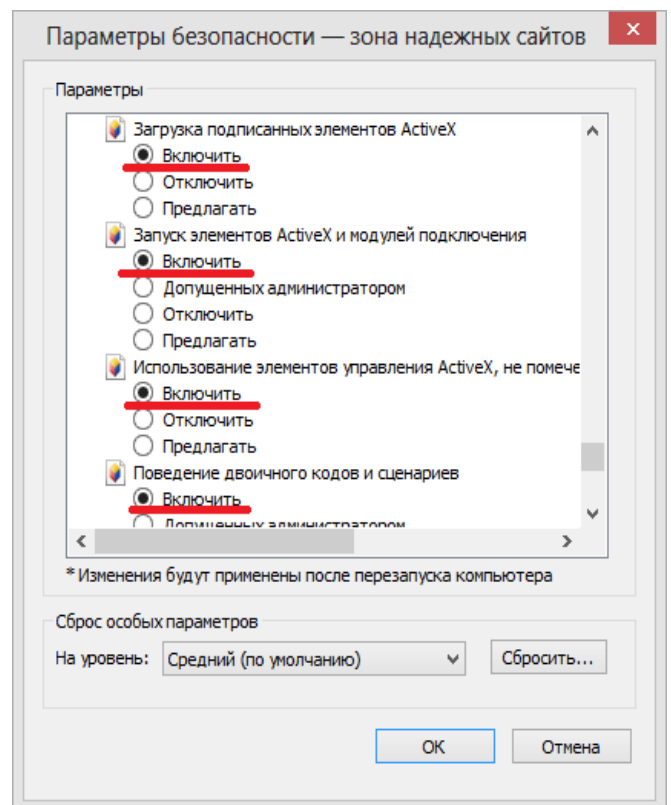 Параметры безопасности — зона надежных сайтов
Параметры
Загрузка подписанных элементов ActiveX
Включить
Отключить
Предлагать
Запуск элементов ActiveX и модулей подключения
Включить
Допущенных администратором
Отключить
Предлагать
Использование элементов управления ActiveX, не помече
Включить
Отключить
Предлагать
Поведение двоичного кодов и сценариев
Включить
Допущенных администратором
* Изменения будут применены после перезапуска компьютера
Сброс особых параметров
На уровень: Средний (по умолчанию) Сбросить...
ОК Отмена